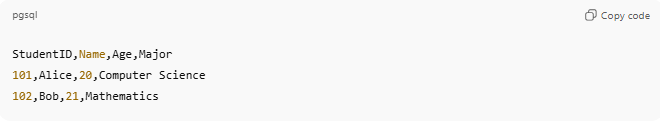 pgsql
Copy code
StudentID,Name,Age,Major
101,Alice,20,Computer Science
102,Bob,21,Mathematics